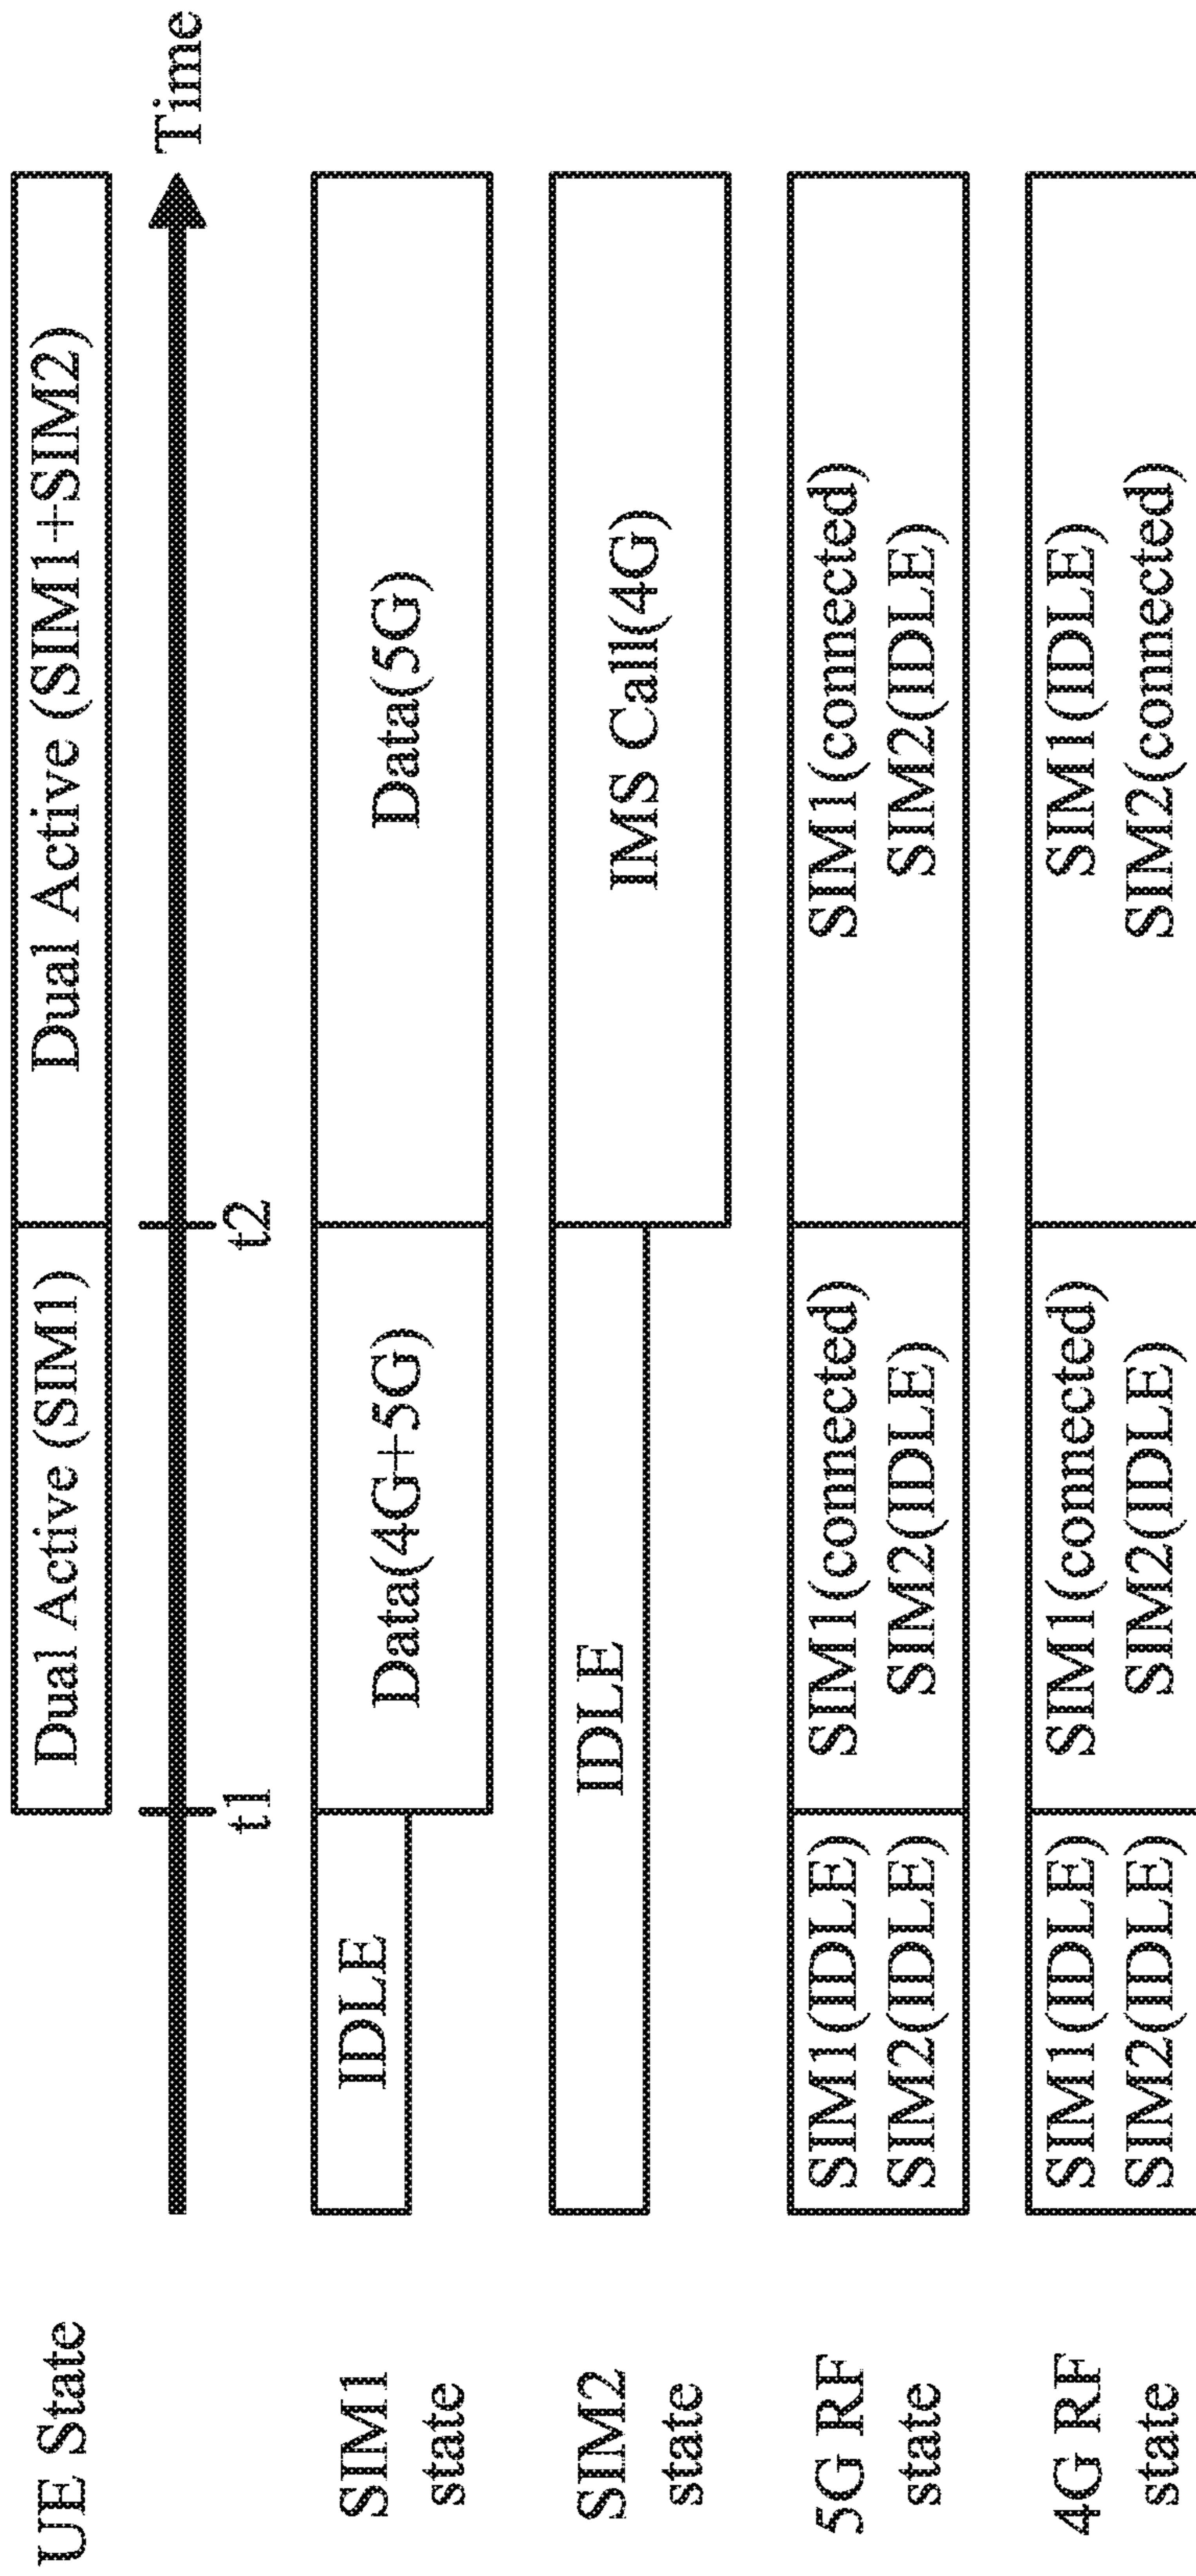 UE State
Dual Active (SIM1)
Dual Active (SIM1+SIM2)
Time
t1
t2
SIM1
state
IDLE
Data(4G+5G)
Data(5G)
SIM2
state
IDLE
IMS Call(4G)
5G RF
state
SIM1(IDLE)
SIM2(IDLE)
SIM1(connected)
SIM2(IDLE)
SIM1(connected)
SIM2(IDLE)
4G RF
state
SIM1(IDLE)
SIM2(IDLE)
SIM1(connected)
SIM2(IDLE)
SIM1(IDLE)
SIM2(connected)